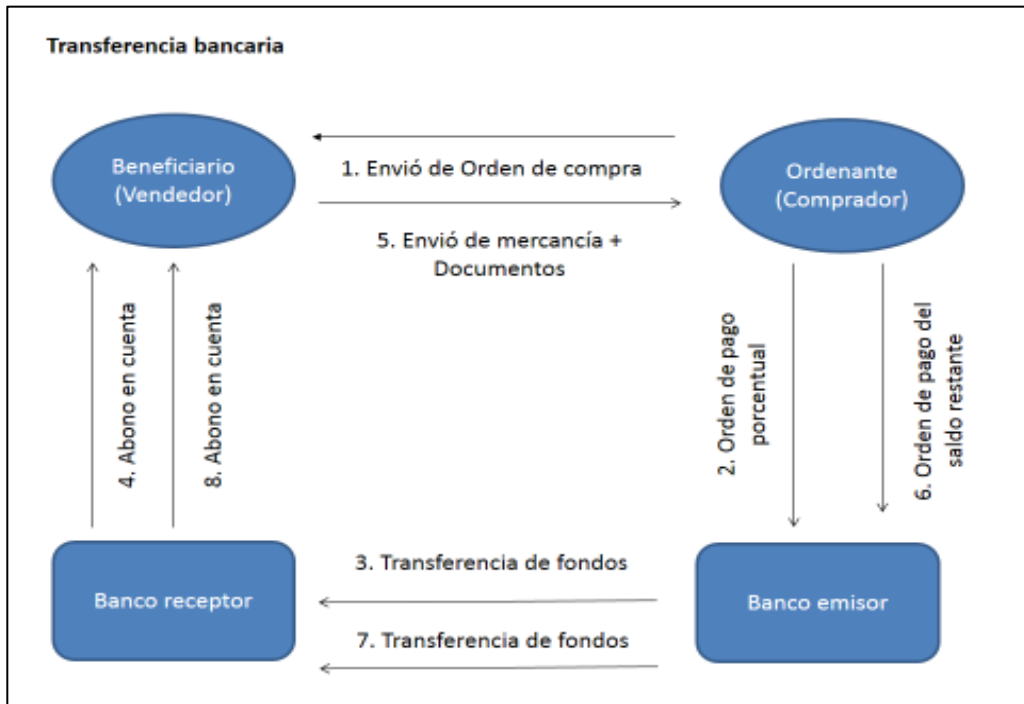 Transferencia bancaria
Beneficiario
(Vendedor)
1. Envió de Orden de compra
Ordenante
(Comprador)
5. Envió de mercancía +
Documentos
4. Abono en cuenta
8. Abono en cuenta
2. Orden de pago
porcentual
6. Orden de pago del
saldo restante
Banco receptor
3. Transferencia de fondos
Banco emisor
7. Transferencia de fondos